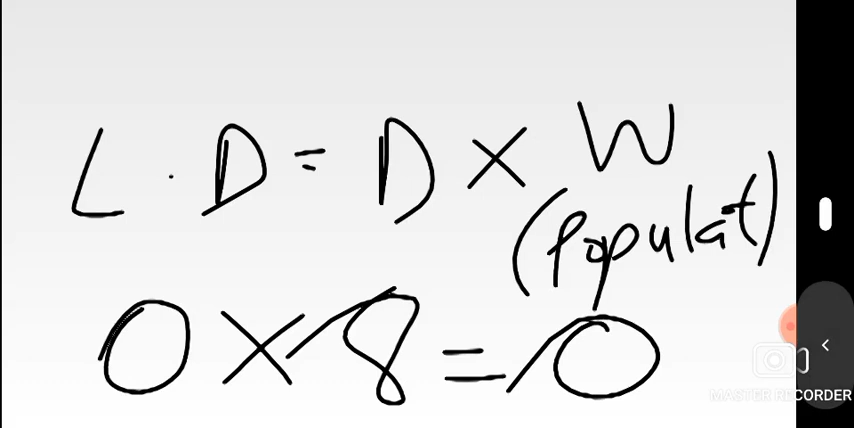 L . D = D × W
(Populat)
0 × 8 = 0
MASTER RECORDER